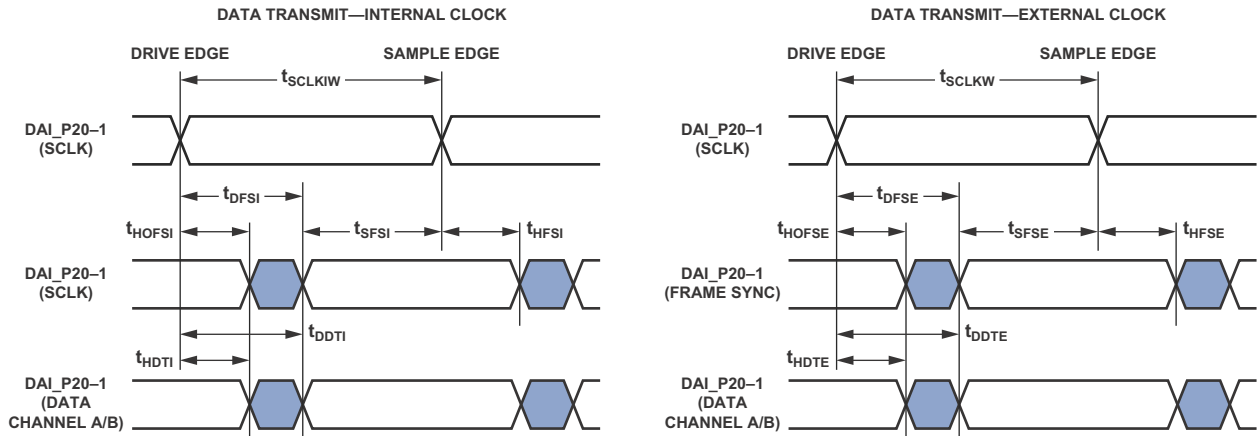 DATA TRANSMIT—INTERNAL CLOCK
DRIVE EDGE
SAMPLE EDGE
tSCLKIW
DAI_P20–1
(SCLK)
tDFSI
tHOFSI
tSFSI
tHFSI
DAI_P20–1
(SCLK)
tDDTI
tHDTI
DAI_P20–1
(DATA
CHANNEL A/B)
DATA TRANSMIT—EXTERNAL CLOCK
DRIVE EDGE
SAMPLE EDGE
tSCLKW
DAI_P20–1
(SCLK)
tDFSE
tHOFSE
tSFSE
tHFSE
DAI_P20–1
(FRAME SYNC)
tDDTE
tHDTE
DAI_P20–1
(DATA
CHANNEL A/B)